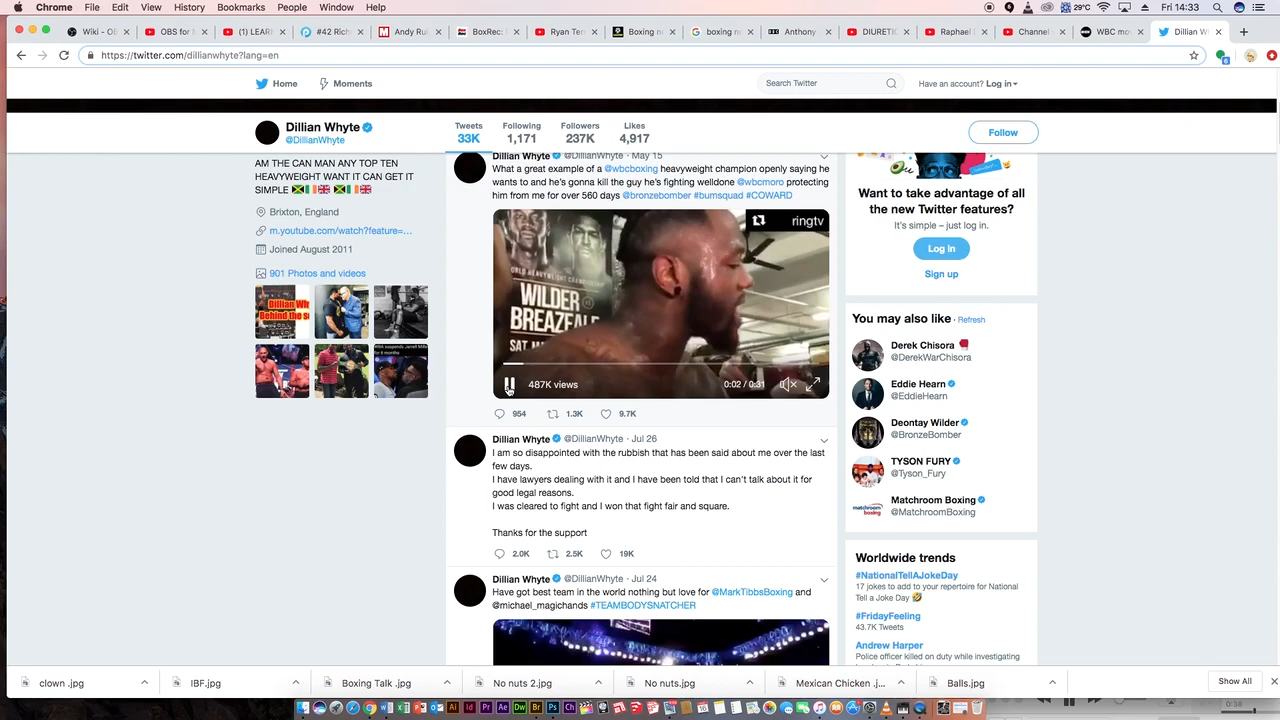 Chrome File Edit View History Bookmarks People Window Help
29°C Fri 14:33
Wiki - OB
OBS for
(1) LEAR
#42 Rich
Andy Ru
BoxRec:
Ryan Ten
Boxing n
boxing n
Anthony
DIURETIC
Raphael
Channel
WBC mo
Dillian W
https://twitter.com/dillianwhyte?lang=en
Home Moments
Search Twitter
Have an account? Log in
Dillian Whyte
@DillianWhyte
Tweets Following Followers Likes
33K 1,171 237K 4,917
Follow
AM THE CAN MAN ANY TOP TEN
HEAVYWEIGHT WANT IT CAN GET IT
SIMPLE
Brixton, England
m.youtube.com/watch?feature=…
Joined August 2011
901 Photos and videos
Dillian Whyte @DillianWhyte · May 15
What a great example of a @wbcboxing heavyweight champion openly saying he
wants to and he's gonna kill the guy he's fighting welldone @wbcmoro protecting
him from me for over 560 days @bronzebomber #bumsquad #COWARD
ringtv
WORLD HEAVYWEIGHT CHAMPIONSHIP
WILDER
BREAZEALE
SAT
487K views
0:02 / 0:31
954 1.3K 9.7K
Dillian Whyte @DillianWhyte · Jul 26
I am so disappointed with the rubbish that has been said about me over the last
few days.
I have lawyers dealing with it and I have been told that I can't talk about it for
good legal reasons.
I was cleared to fight and I won that fight fair and square.
Thanks for the support
2.0K 2.5K 19K
Dillian Whyte @DillianWhyte · Jul 24
Have got best team in the world nothing but love for @MarkTibbsBoxing and
@michael_magichands #TEAMBODYSNATCHER
Want to take advantage of all
the new Twitter features?
It's simple – just log in.
Log in
Sign up
You may also like · Refresh
Derek Chisora
@DerekWarChisora
Eddie Hearn
@EddieHearn
Deontay Wilder
@BronzeBomber
TYSON FURY
@Tyson_Fury
Matchroom Boxing
@MatchroomBoxing
Worldwide trends
#NationalTellAJokeDay
17 jokes to add to your repertoire for National
Tell a Joke Day
#FridayFeeling
43.7K Tweets
Andrew Harper
Police officer killed on duty while investigating
clown .jpg
IBF.jpg
Boxing Talk .jpg
No nuts 2.jpg
No nuts.jpg
Mexican Chicken .j...
Balls.jpg
Show All
0:38